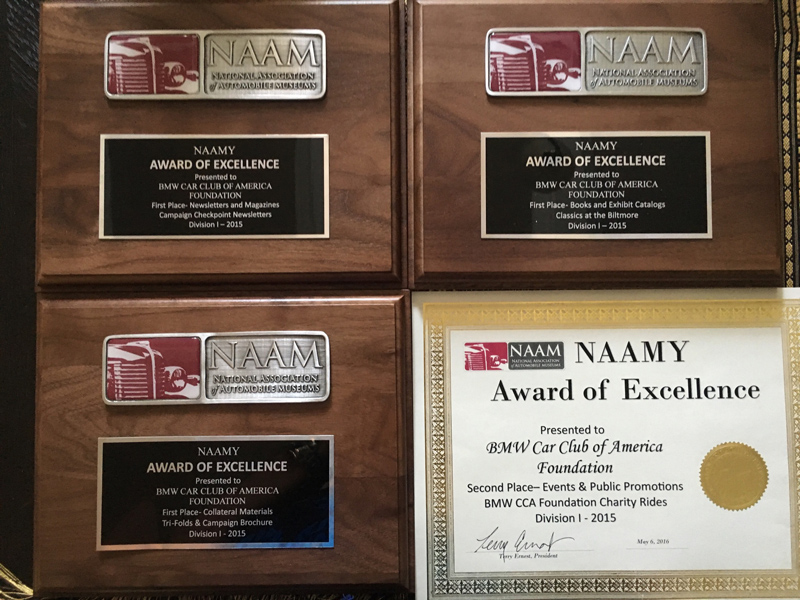 NAAM
NATIONAL ASSOCIATION
of AUTOMOBILE MUSEUMS
NAAMY
AWARD OF EXCELLENCE
Presented to
BMW CAR CLUB OF AMERICA
FOUNDATION
First Place- Newsletters and Magazines
Campaign Checkpoint Newsletters
Division I – 2015
NAAM
NATIONAL ASSOCIATION
of AUTOMOBILE MUSEUMS
NAAMY
AWARD OF EXCELLENCE
Presented to
BMW CAR CLUB OF AMERICA
FOUNDATION
First Place- Books and Exhibit Catalogs
Classics at the Biltmore
Division I – 2015
NAAM
NATIONAL ASSOCIATION
of AUTOMOBILE MUSEUMS
NAAMY
AWARD OF EXCELLENCE
Presented to
BMW CAR CLUB OF AMERICA
FOUNDATION
First Place- Collateral Materials
Tri-Folds & Campaign Brochure
Division I - 2015
NAAM
NATIONAL ASSOCIATION
OF AUTOMOBILE MUSEUMS
NAAMY
Award of Excellence
Presented to
BMW Car Club of America
Foundation
Second Place– Events & Public Promotions
BMW CCA Foundation Charity Rides
Division I - 2015
Terry Ernst
May 6, 2016
Terry Ernest, President